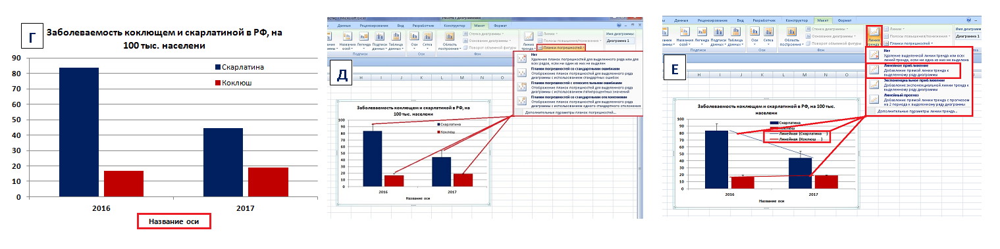 Г
Заболеваемость коклющем и скарлатиной в РФ, на
100 тыс. населени
90
80
70
60
50
40
30
20
10
0
Скарлатина
Коклюш
2016
2017
Название оси
Работа с диаграммами
Данные Рецензирование Вид Разработчик Конструктор Макет Формат
Названия осей Легенда Подписи данных Таблица данных
Оси Сетка
Область построения
Стенка диаграммы
Основание диаграммы
Поворот объемной фигуры
Линия тренда
Линии
Полосы повышения/понижения
Планки погрешностей
Имя диаграммы:
Диаграмма 1
Подписи Оси Фон
Д
H I J K L M N O
Нет
Удаление планок погрешностей для выделенного ряда или для
всех рядов, если ни один из них не выделен
Планки погрешностей со стандартными ошибками
Отображение планок погрешностей для выделенного ряда
диаграммы с использованием стандартных ошибок
Планки погрешностей с относительными ошибками
Отображение планок погрешностей для выделенного ряда
диаграммы с использованием пятипроцентных значений
Планки погрешностей со стандартными отклонениями
Отображение планок погрешностей для выделенного ряда
диаграммы с использованием одного стандартного отклонения
Дополнительные параметры планок погрешностей...
Заболеваемость коклющем и скарлатиной в РФ, на
100 тыс. населени
100
90
80
70
60
50
40
30
20
10
0
Скарлатина
Коклюш
2016
2017
Название оси
Данные Рецензирование Вид Разработчик Конструктор Макет Формат
Названия осей Легенда Подписи данных Таблица данных
Оси Сетка
Область построения
Стенка диаграммы
Основание диаграммы
Поворот объемной фигуры
Линия тренда
Линии
Полосы повышения/понижения
Планки погрешностей
Имя диаграммы
Диаграмма 1
Подписи Оси Фон
Е
H I J K L M N
Нет
Удаление выделенной линии тренда или всех
линий тренда, если ни одна из них не выделена
Линейное приближение
Добавление прямой линии тренда к
выделенному ряду диаграммы
Экспоненциальное приближение
Добавление экспоненциальной линии тренда к
выделенному ряду диаграммы
Линейный прогноз
Добавление прямой линии тренда с прогнозом
на 2 периода к выделенному ряду диаграммы
Дополнительные параметры линии тренда...
Заболеваемость коклющем и скарлатиной в РФ, на 100 тыс.
населени
100
90
80
70
60
50
40
30
20
10
0
Скарлатина
Коклюш
Линейная (Скарлатина )
Линейная (Коклюш )
2016
2017
Название оси